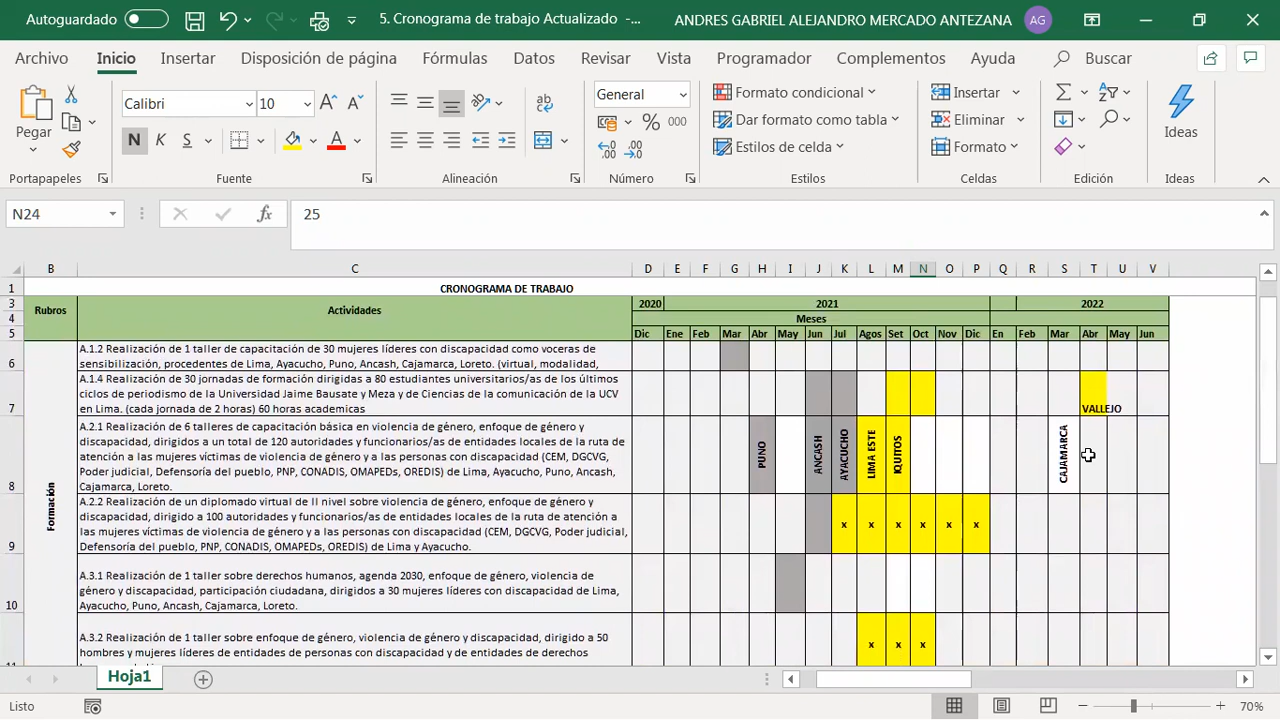 Autoguardado
5. Cronograma de trabajo Actualizado -...
ANDRES GABRIEL ALEJANDRO MERCADO ANTEZANA
AG
Archivo
Inicio
Insertar
Disposición de página
Fórmulas
Datos
Revisar
Vista
Programador
Complementos
Ayuda
Buscar
Pegar
Calibri
10
N K S
General
% 000
Formato condicional
Dar formato como tabla
Estilos de celda
Insertar
Eliminar
Formato
Ideas
Portapapeles
Fuente
Alineación
Número
Estilos
Celdas
Edición
Ideas
N24
fx
25
B C D E F G H I J K L M N O P Q R S T U V
1
CRONOGRAMA DE TRABAJO
3
Rubros
Actividades
2020
2021
2022
4
Meses
5
Dic Ene Feb Mar Abr May Jun Jul Agos Set Oct Nov Dic En Feb Mar Abr May Jun
Formación
6
A.1.2 Realización de 1 taller de capacitación de 30 mujeres líderes con discapacidad como voceras de
sensibilización, procedentes de Lima, Ayacucho, Puno, Ancash, Cajamarca, Loreto. (virtual, modalidad,
7
A.1.4 Realización de 30 jornadas de formación dirigidas a 80 estudiantes universitarios/as de los últimos
ciclos de periodismo de la Universidad Jaime Bausate y Meza y de Ciencias de la comunicación de la UCV
en Lima. (cada jornada de 2 horas) 60 horas academicas
VALLEJO
8
A.2.1 Realización de 6 talleres de capacitación básica en violencia de género, enfoque de género y
discapacidad, dirigidos a un total de 120 autoridades y funcionarios/as de entidades locales de la ruta de
atención a las mujeres víctimas de violencia de género y a las personas con discapacidad (CEM, DGCVG,
Poder judicial, Defensoría del pueblo, PNP, CONADIS, OMAPEDs, OREDIS) de Lima, Ayacucho, Puno, Ancash,
Cajamarca, Loreto.
PUNO
ANCASH
AYACUCHO
LIMA ESTE
IQUITOS
CAJAMARCA
9
A.2.2 Realización de un diplomado virtual de II nivel sobre violencia de género, enfoque de género y
discapacidad, dirigido a 100 autoridades y funcionarios/as de entidades locales de la ruta de atención a
las mujeres víctimas de violencia de género y a las personas con discapacidad (CEM, DGCVG, Poder judicial,
Defensoría del pueblo, PNP, CONADIS, OMAPEDs, OREDIS) de Lima y Ayacucho.
x x x x x x
10
A.3.1 Realización de 1 taller sobre derechos humanos, agenda 2030, enfoque de género, violencia de
género y discapacidad, participación ciudadana, dirigidos a 30 mujeres líderes con discapacidad de Lima,
Ayacucho, Puno, Ancash, Cajamarca, Loreto.
A.3.2 Realización de 1 taller sobre enfoque de género, violencia de género y discapacidad, dirigido a 50
hombres y mujeres líderes de entidades de personas con discapacidad y de entidades de derechos
x x x
Hoja1
Listo
70%